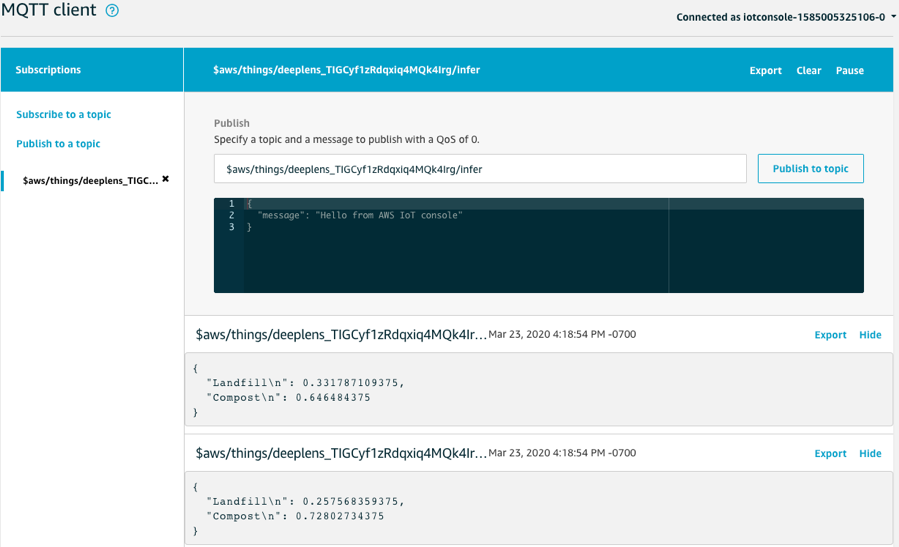 MQTT client ?
Connected as iotconsole-1585005325106-0
Subscriptions
$aws/things/deeplens_TIGCyf1zRdqxiq4MQk4Irg/infer
Export Clear Pause
Subscribe to a topic
Publish to a topic
$aws/things/deeplens_TIGC... ✖
Publish
Specify a topic and a message to publish with a QoS of 0.
$aws/things/deeplens_TIGCyf1zRdqxiq4MQk4Irg/infer
Publish to topic
1 {
2 "message": "Hello from AWS IoT console"
3 }
$aws/things/deeplens_TIGCyf1zRdqxiq4MQk4Ir... Mar 23, 2020 4:18:54 PM -0700 Export Hide
{
"Landfill\n": 0.331787109375,
"Compost\n": 0.646484375
}
$aws/things/deeplens_TIGCyf1zRdqxiq4MQk4Ir... Mar 23, 2020 4:18:54 PM -0700 Export Hide
{
"Landfill\n": 0.257568359375,
"Compost\n": 0.72802734375
}